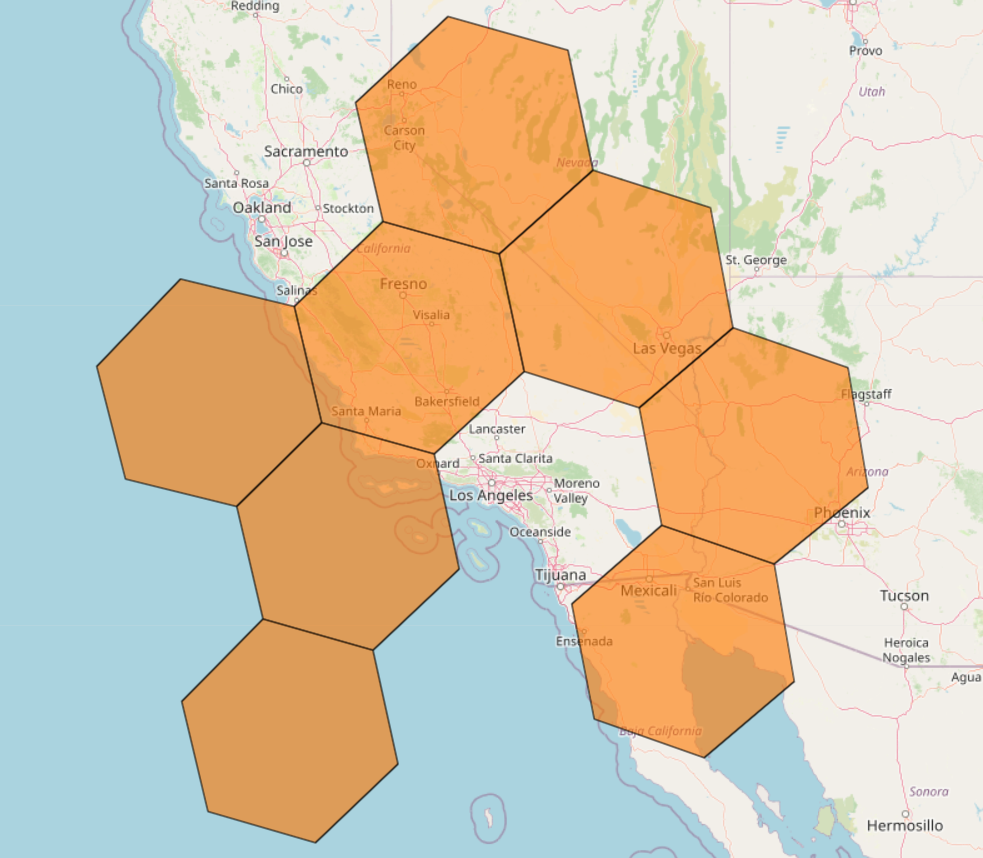 Redding
Provo
Chico
Reno
Utah
Carson
City
Sacramento
Nevada
Santa Rosa
Oakland
Stockton
San Jose
California
St. George
Salinas
Fresno
Visalia
Las Vegas
Santa Maria
Bakersfield
Flagstaff
Lancaster
Oxnard
Santa Clarita
Arizona
Los Angeles
Moreno
Valley
Phoenix
Oceanside
Tijuana
Mexicali
San Luis
Río Colorado
Tucson
Ensenada
Heroica
Nogales
Agua
Baja California
Sonora
Hermosillo